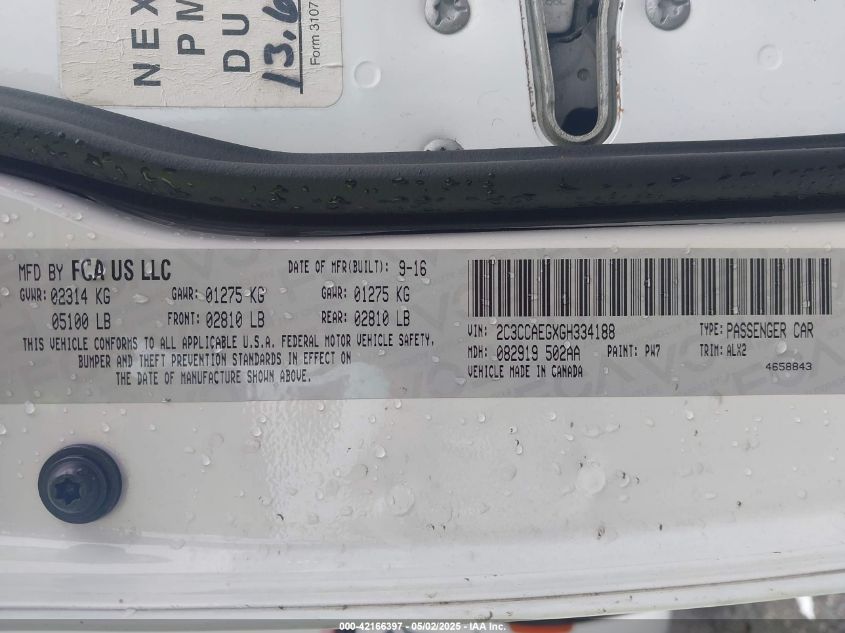 NEX
PM
DU
13,6
Form 3107
MFD BY FCA US LLC
DATE OF MFR(BUILT): 9-16
GVWR: 02314 KG GAWR: 01275 KG GAWR: 01275 KG
05100 LB FRONT: 02810 LB REAR: 02810 LB
THIS VEHICLE CONFORMS TO ALL APPLICABLE U.S.A. FEDERAL MOTOR VEHICLE SAFETY,
BUMPER AND THEFT PREVENTION STANDARDS IN EFFECT ON
THE DATE OF MANUFACTURE SHOWN ABOVE.
VIN: 2C3CCAEGXGH334188 TYPE: PASSENGER CAR
MDH: 082919 502AA PAINT: PW7 TRIM: ALX2
VEHICLE MADE IN CANADA 4658843
000-42166397 - 05/02/2025 - IAA Inc.